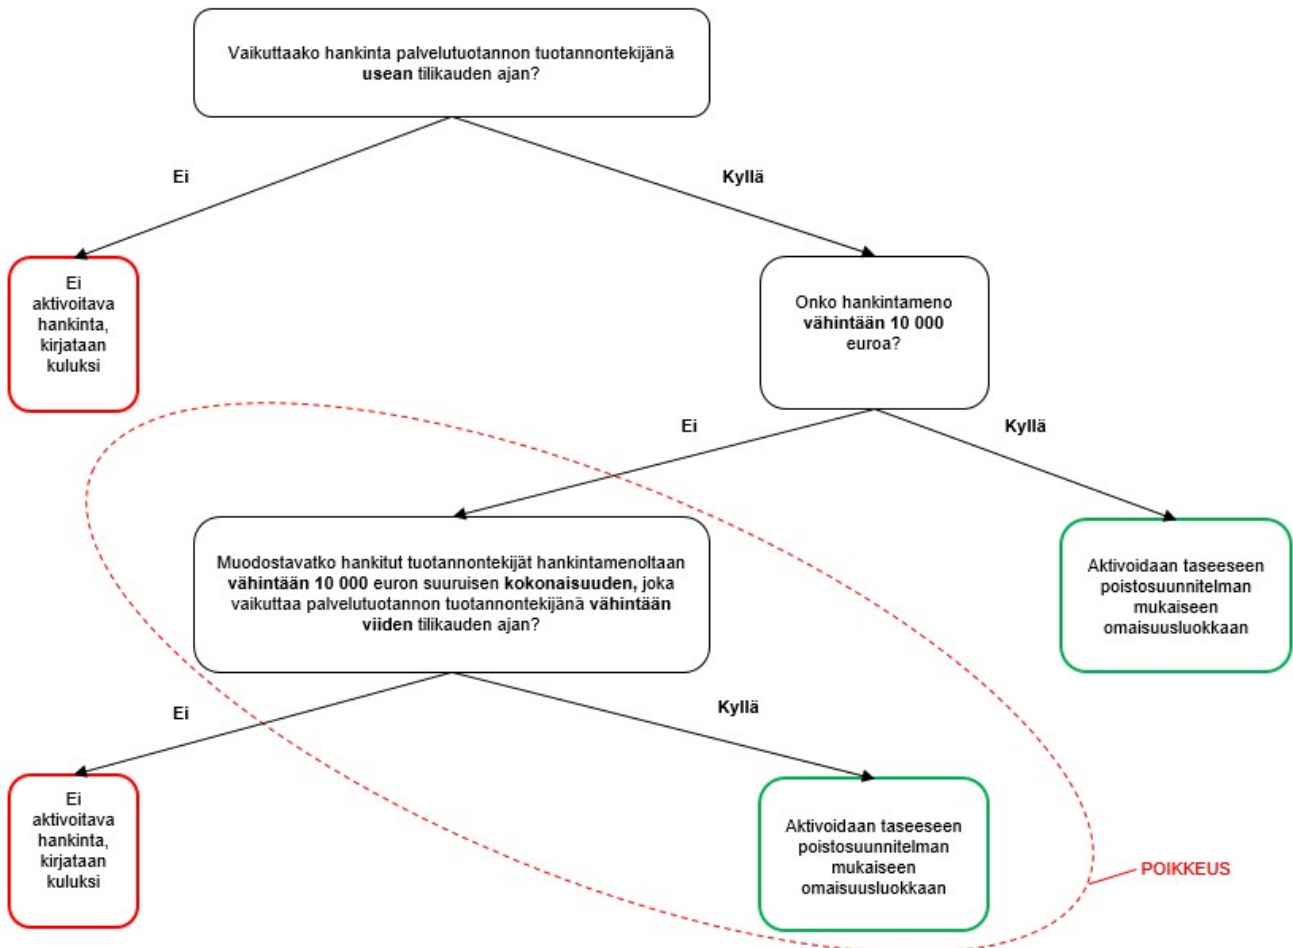 Vaikuttaako hankinta palvelutuotannon tuotannontekijänä
usean tilikauden ajan?
Ei
Kyllä
Ei
aktivoitava
hankinta,
kirjataan
kuluksi
Onko hankintameno
vähintään 10 000
euroa?
Ei
Kyllä
Muodostavatko hankitut tuotannontekijät hankintamenoltaan
vähintään 10 000 euron suuruisen kokonaisuuden, joka
vaikuttaa palvelutuotannon tuotannontekijänä vähintään
viiden tilikauden ajan?
Aktivoidaan taseeseen
poistosuunnitelman
mukaiseen
omaisuusluokkaan
Ei
Kyllä
Ei
aktivoitava
hankinta,
kirjataan
kuluksi
Aktivoidaan taseeseen
poistosuunnitelman
mukaiseen
omaisuusluokkaan
POIKKEUS